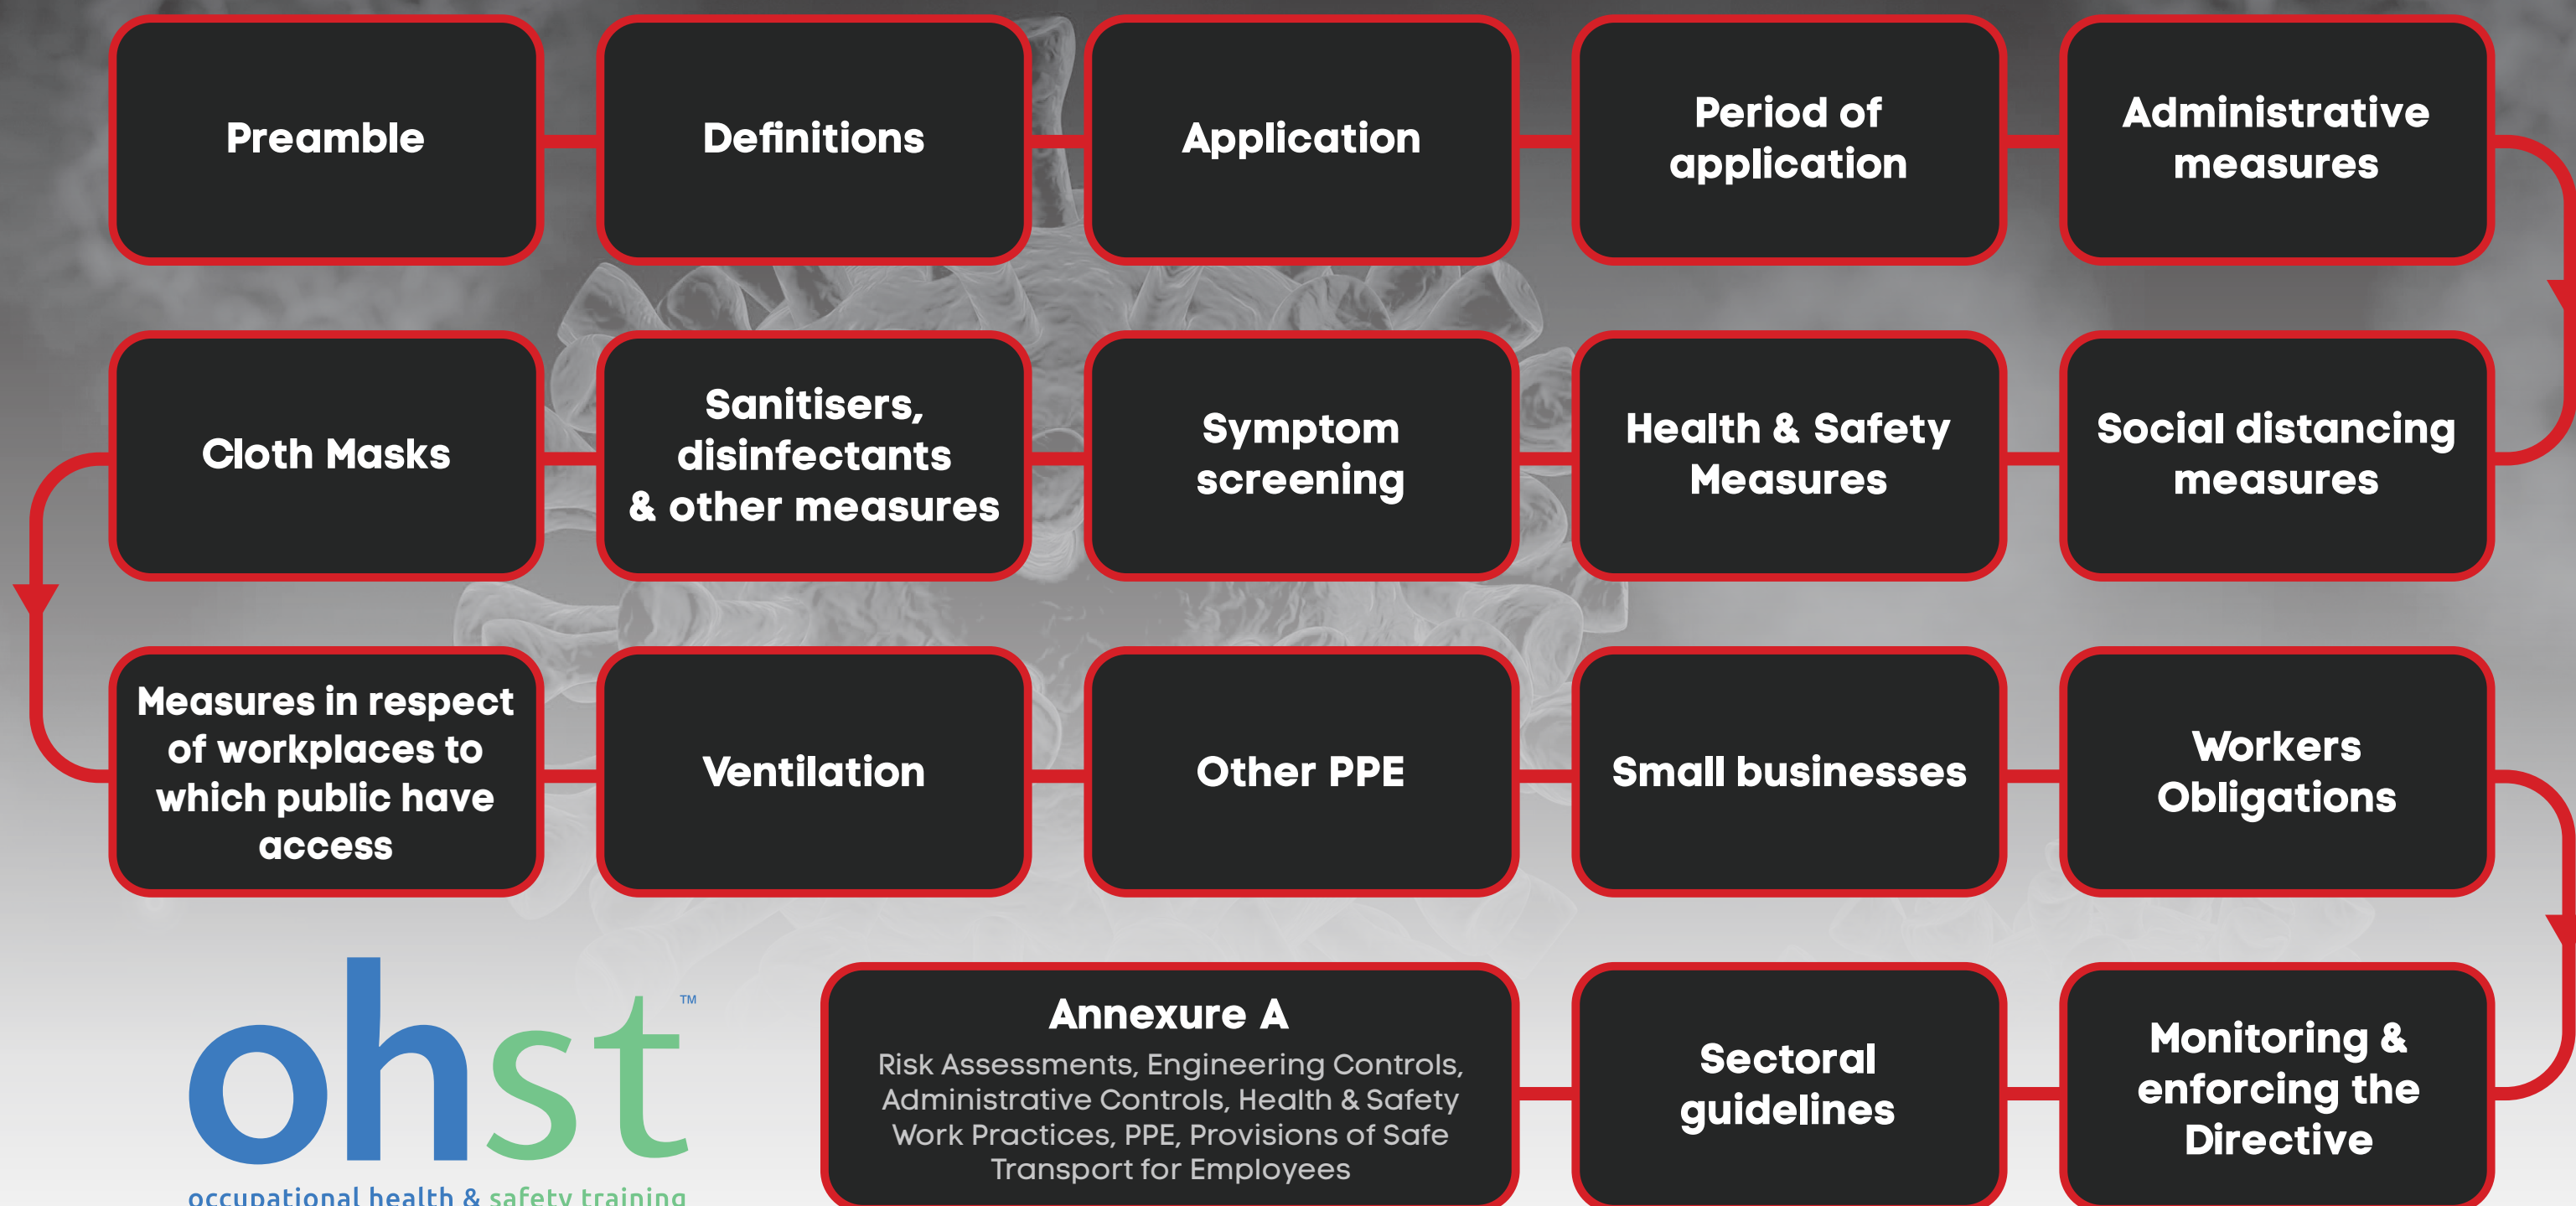 Preamble
Definitions
Application
Period of
application
Administrative
measures
Social distancing
measures
Health & Safety
Measures
Symptom
screening
Sanitisers,
disinfectants
& other measures
Cloth Masks
Measures in respect
of workplaces to
which public have
access
Ventilation
Other PPE
Small businesses
Workers
Obligations
Monitoring &
enforcing the
Directive
Sectoral
guidelines
Annexure A
Risk Assessments, Engineering Controls,
Administrative Controls, Health & Safety
Work Practices, PPE, Provisions of Safe
Transport for Employees
ohst™
occupational health & safety training